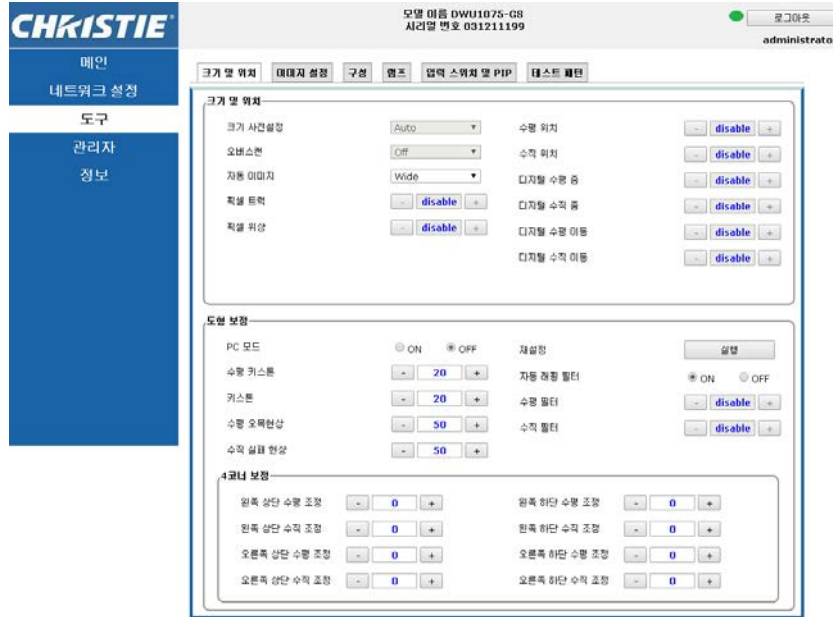 CHRISTIE
모델 이름 DWU1075-GS
시리얼 번호 031211199
로그아웃
administrato
메인
네트워크 설정
도구
관리자
정보
크기 및 위치 이미지 설정 구성 램프 입력 스위치 및 PIP 테스트 패턴
크기 및 위치
크기 사전설정 Auto 수평 위치 - disable +
오버스캔 Off 수직 위치 - disable +
자동 이미지 Wide 디지털 수평 줌 - disable +
픽셀 트랙 - disable + 디지털 수직 줌 - disable +
픽셀 위상 - disable + 디지털 수평 이동 - disable +
디지털 수직 이동 - disable +
도형 보정
PC 모드 ON OFF 재설정 실행
수평 키스톤 - 20 + 자동 래핑 필터 ON OFF
키스톤 - 20 + 수평 필터 - disable +
수평 오목현상 - 50 + 수직 필터 - disable +
수직 실패 현상 - 50 +
4코너 보정
왼쪽 상단 수평 조정 - 0 + 왼쪽 하단 수평 조정 - 0 +
왼쪽 상단 수직 조정 - 0 + 왼쪽 하단 수직 조정 - 0 +
오른쪽 상단 수평 조정 - 0 + 오른쪽 하단 수평 조정 - 0 +
오른쪽 상단 수직 조정 - 0 + 오른쪽 하단 수직 조정 - 0 +